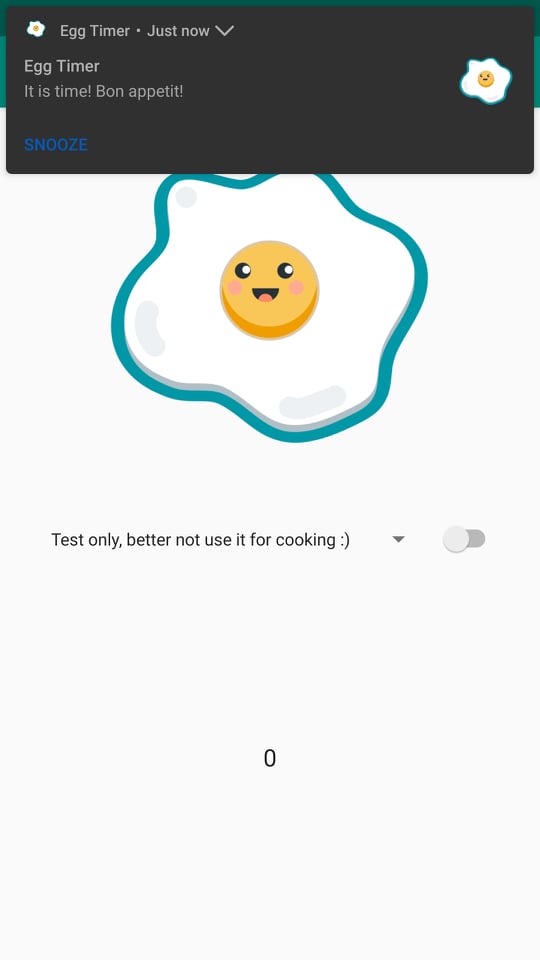 Egg Timer • Just now
Egg Timer
It is time! Bon appetit!
SNOOZE
Test only, better not use it for cooking :)
0